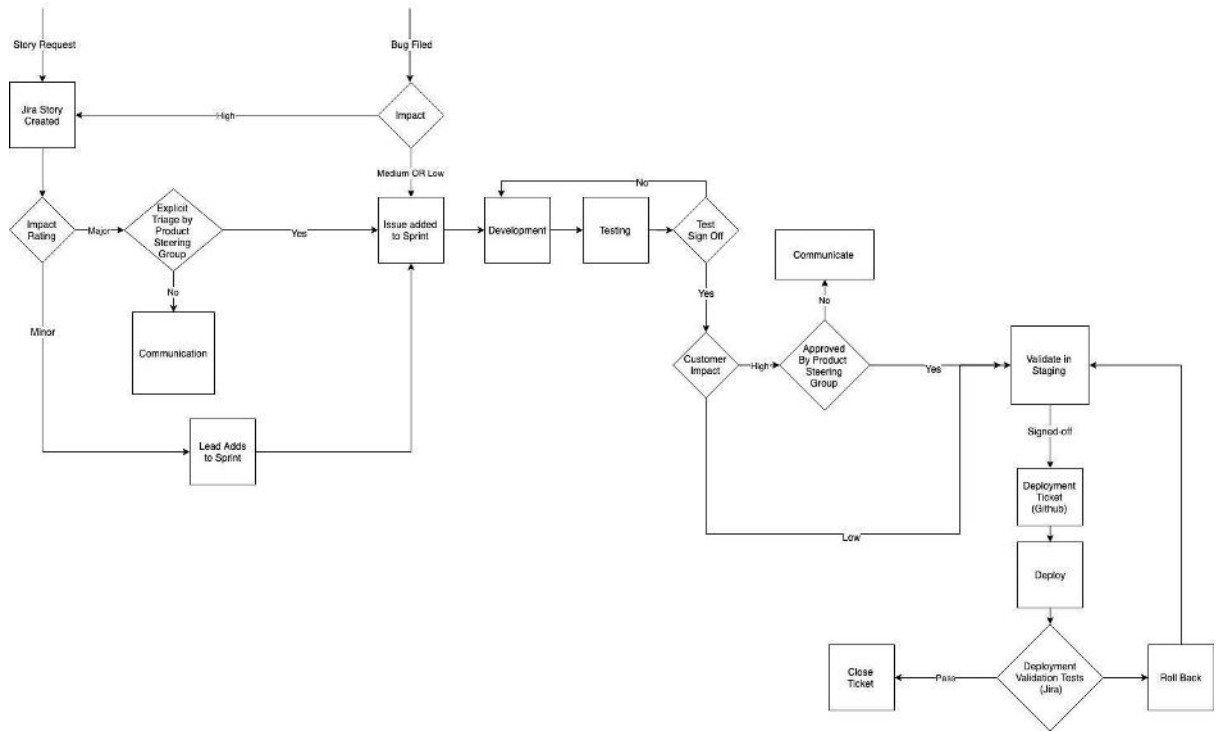 Story Request
Bug Filed
Jira Story
Created
High
Impact
Medium OR Low
Impact
Rating
Major
Explicit
Triage by
Product
Steering
Group
Yes
Issue added
to Sprint
Development
Testing
No
Test
Sign Off
No
Communication
Minor
Lead Adds
to Sprint
Yes
Communicate
No
Customer
Impact
High
Approved
By Product
Steering
Group
Yes
Validate in
Staging
Low
Signed-off
Deployment
Ticket
(Github)
Deploy
Close
Ticket
Pass
Deployment
Validation Tests
(Jira)
Roll Back